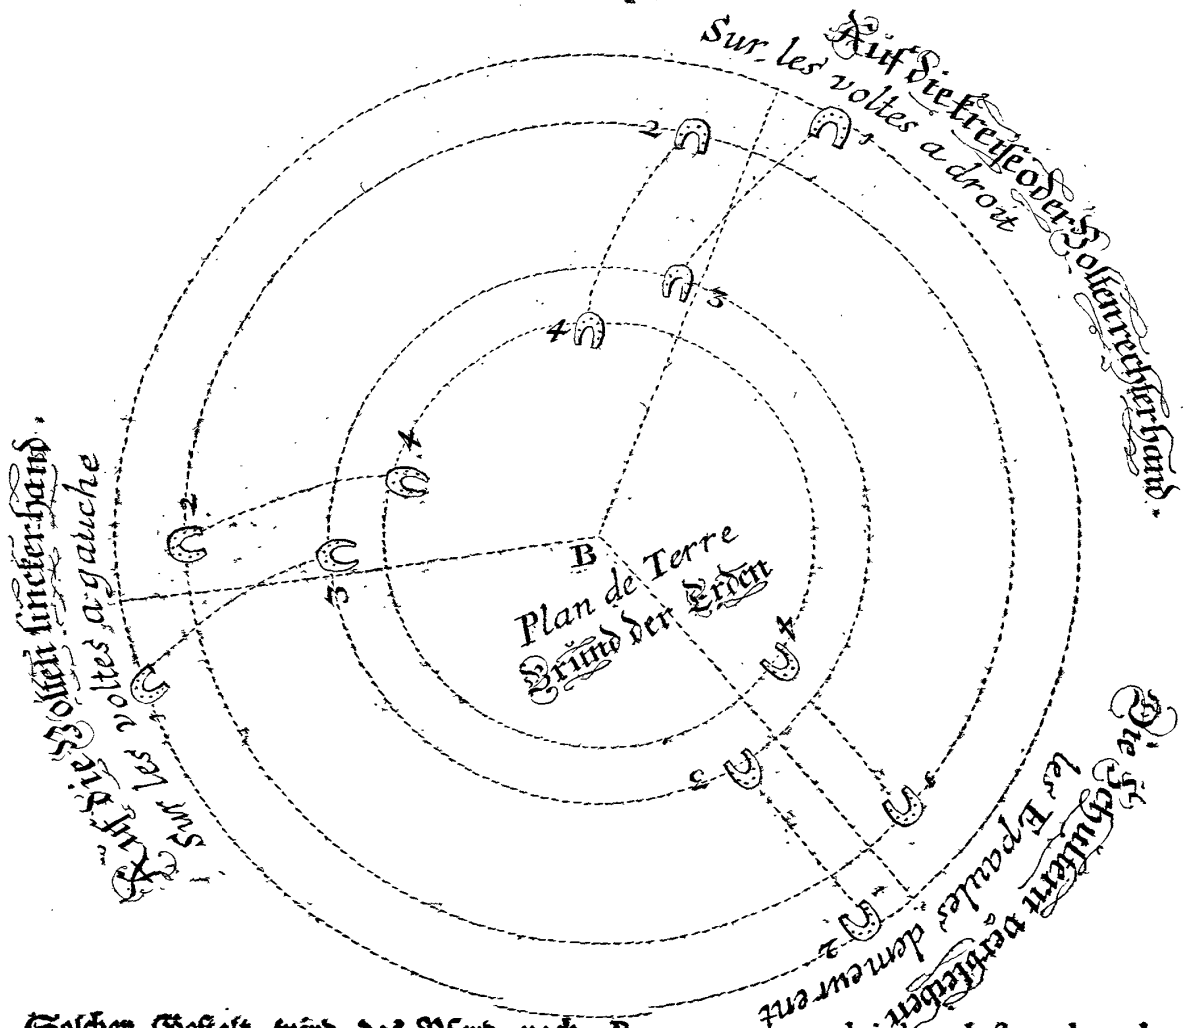 Sur les voltes a droit
Auf die kreise oder Volten rechter hand.
2
1
3
4
4
2
3
1
Auf die Volten lincker hand.
Sur les voltes a gauche
B
Plan de Terre
Grund der Erden
4
3
1
2
Die Schultern verbleiben
les Epaules demeurent